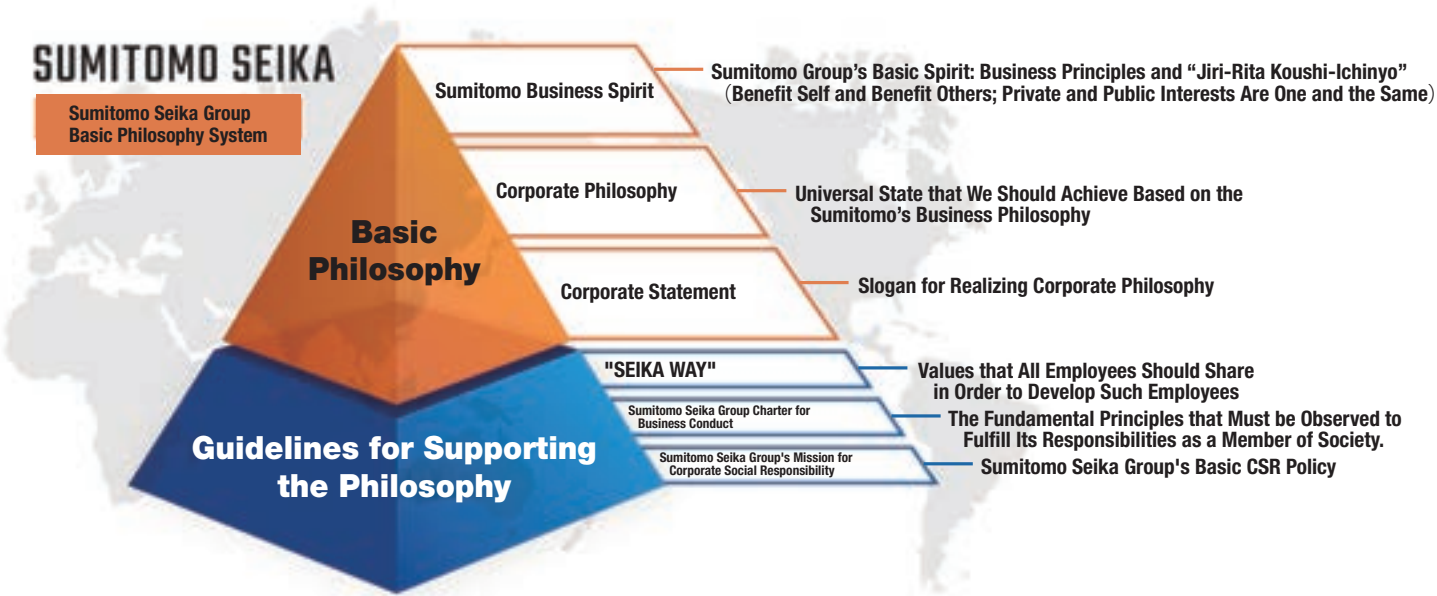 SUMITOMO SEIKA
Sumitomo Seika Group
Basic Philosophy System
Basic
Philosophy
Sumitomo Business Spirit
Sumitomo Group's Basic Spirit: Business Principles and “Jiri-Rita Koushi-Ichinyo”
（Benefit Self and Benefit Others; Private and Public Interests Are One and the Same）
Corporate Philosophy
Universal State that We Should Achieve Based on the
Sumitomo's Business Philosophy
Corporate Statement
Slogan for Realizing Corporate Philosophy
Guidelines for Supporting
the Philosophy
"SEIKA WAY"
Values that All Employees Should Share
in Order to Develop Such Employees
Sumitomo Seika Group Charter for
Business Conduct
The Fundamental Principles that Must be Observed to
Fulfill Its Responsibilities as a Member of Society.
Sumitomo Seika Group's Mission for
Corporate Social Responsibility
Sumitomo Seika Group's Basic CSR Policy